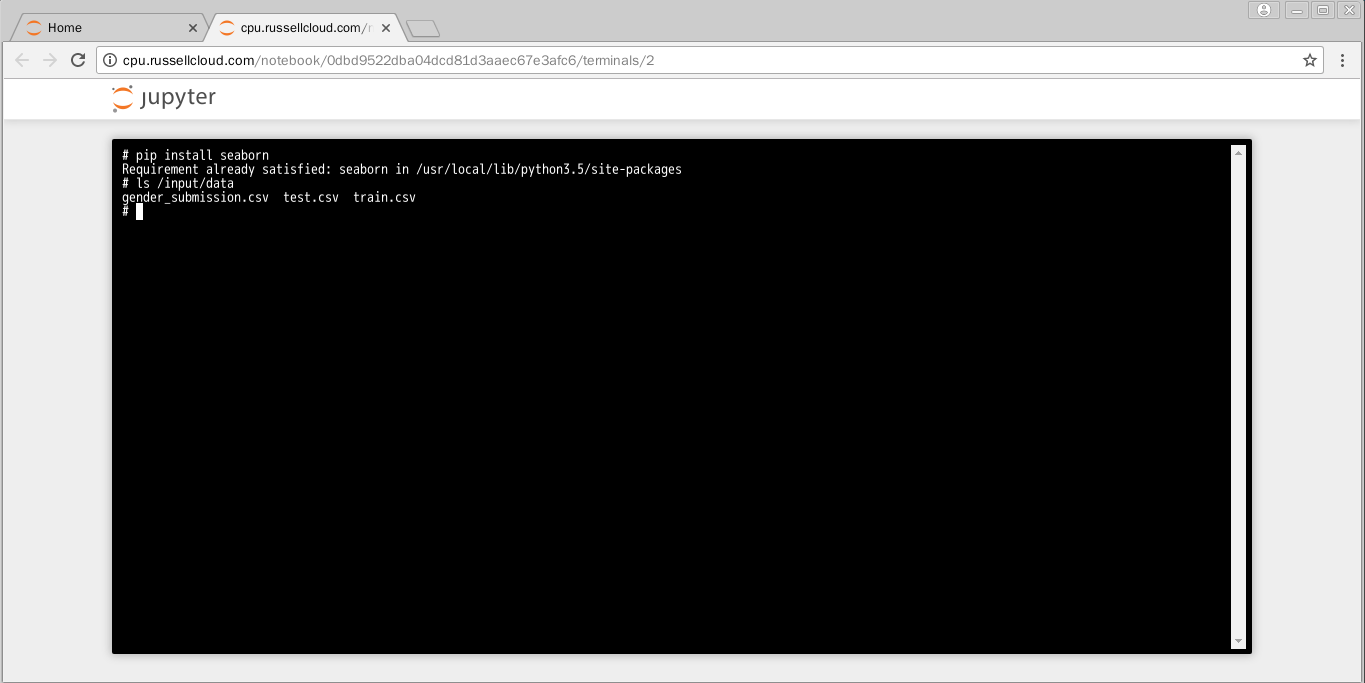 Home
cpu.russellcloud.com/
cpu.russellcloud.com/notebook/0dbd9522dba04dcd81d3aaec67e3afc6/terminals/2
jupyter
# pip install seaborn
Requirement already satisfied: seaborn in /usr/local/lib/python3.5/site-packages
# ls /input/data
gender_submission.csv  test.csv  train.csv
#